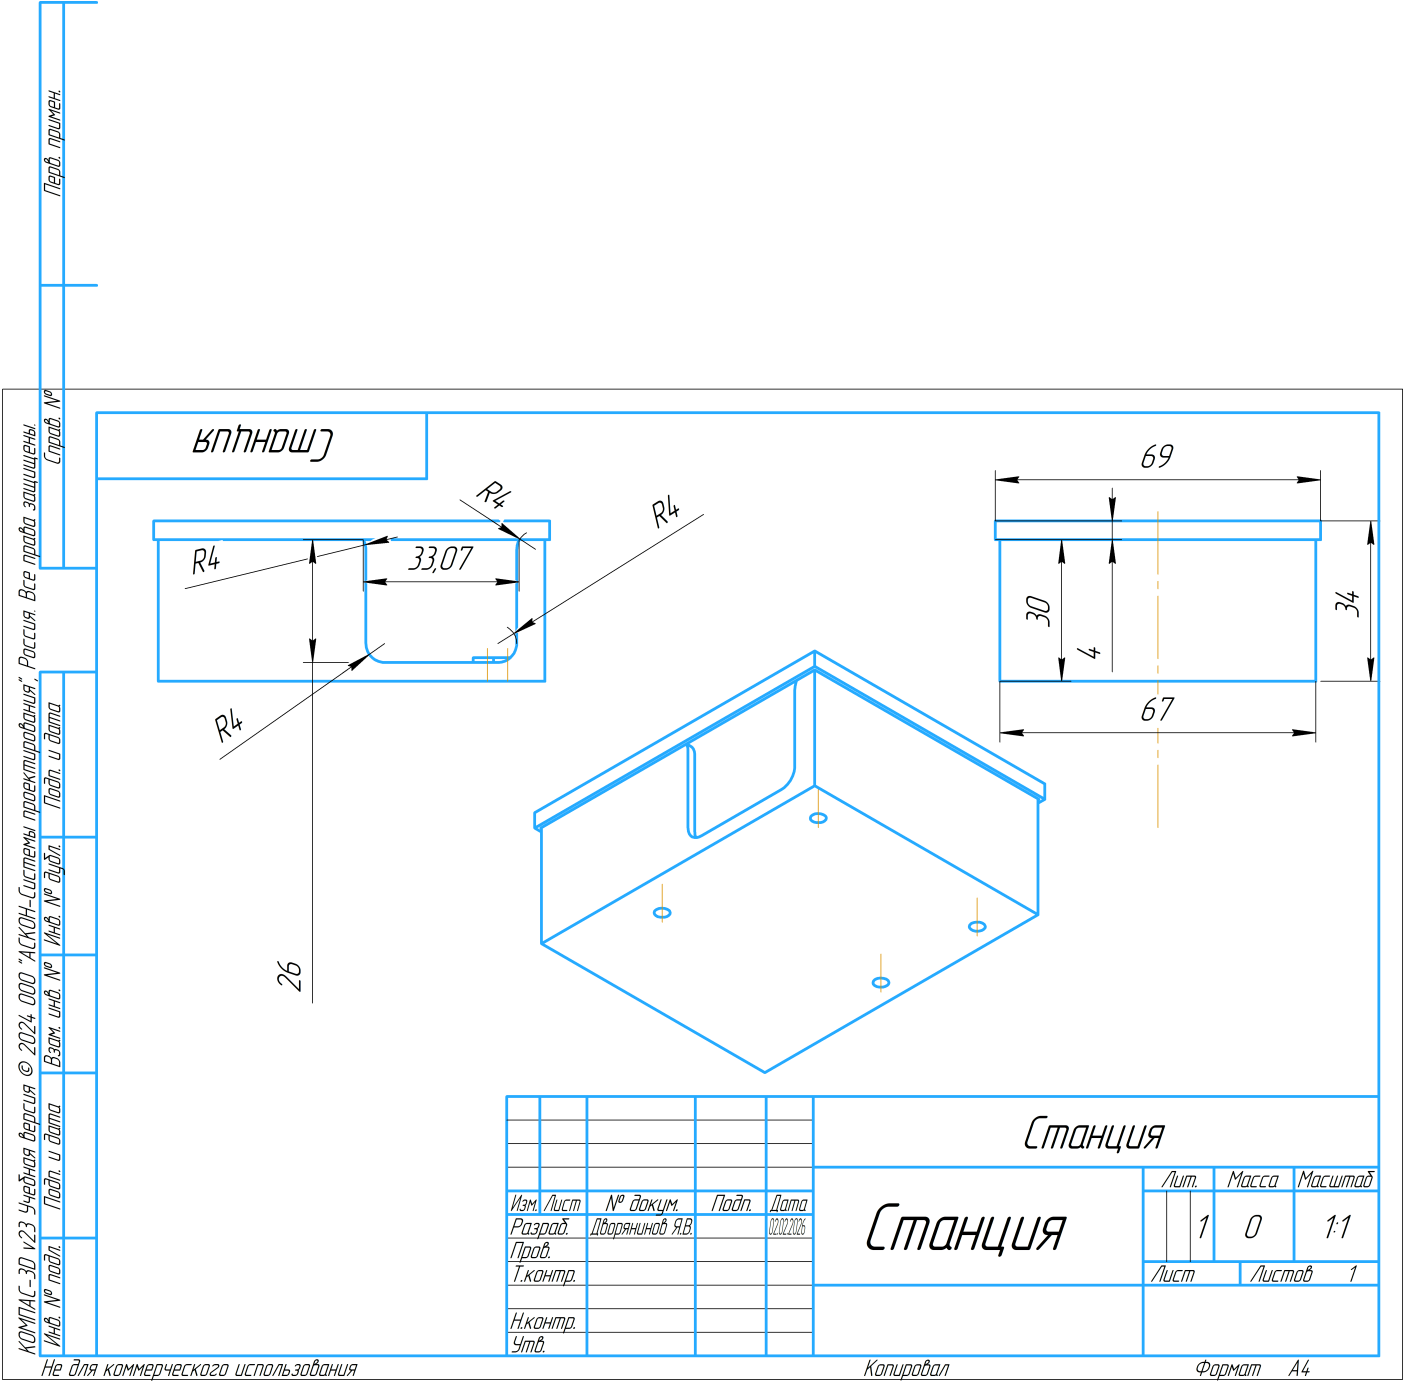 Перв. примен.
Справ. №
Подп. и дата
Инв. № дубл.
Взам. инв. №
Подп. и дата
Инв. № подл.
КОМПАС-3D v23 Учебная версия © 2024 ООО "АСКОН-Системы проектирования", Россия. Все права защищены.
Станция
R4
R4
R4
33,07
R4
26
69
30
4
34
67
Станция
Изм. Лист № докум. Подп. Дата
Разраб. Дворянинов Я.В. 02.02.2026
Пров.
Т.контр.
Н.контр.
Утв.
Станция
Лит. Масса Масштаб
1 0 1:1
Лист Листов 1
Не для коммерческого использования
Копировал
Формат A4